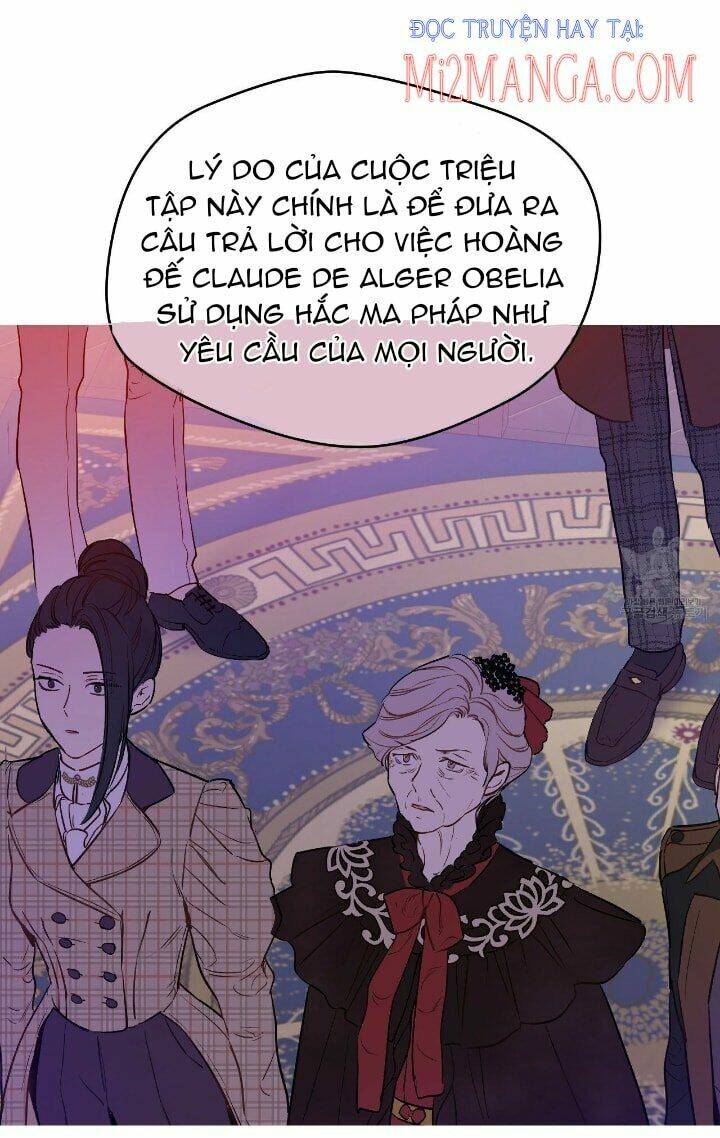 ĐỌC TRUYỆN HAY TẠI:
MI2MANGA.COM
LÝ DO CỦA CUỘC TRIỆU
TẬP NÀY CHÍNH LÀ ĐỂ ĐƯA RA
CÂU TRẢ LỜI CHO VIỆC HOÀNG
ĐẾ CLAUDE DE ALGER OBELIA
SỬ DỤNG HẮC MA PHÁP NHƯ
YÊU CẦU CỦA MỌI NGƯỜI.